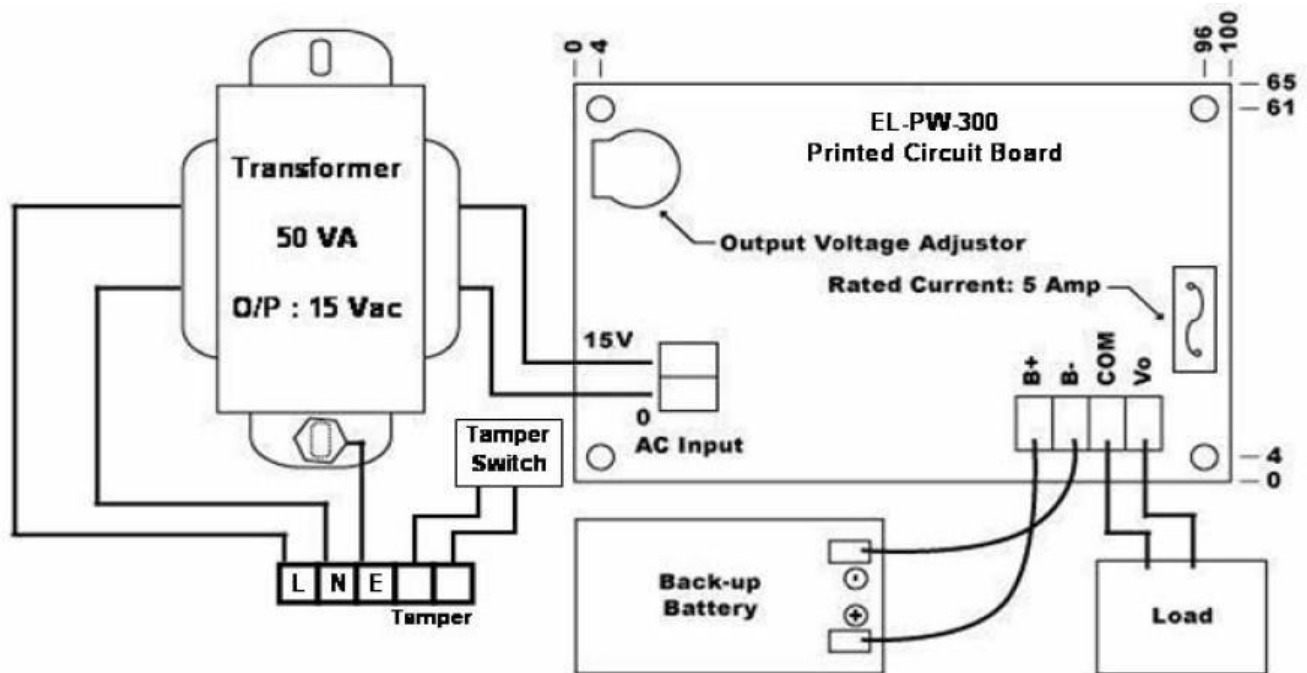 0
4
96
100
65
61
EL-PW-300
Printed Circuit Board
Transformer
50 VA
O/P : 15 Vac
Output Voltage Adjustor
Rated Current: 5 Amp
15V
0
AC Input
B+
B-
COM
Vo
4
0
Tamper
Switch
L N E
Tamper
Back-up
Battery
-
+
Load